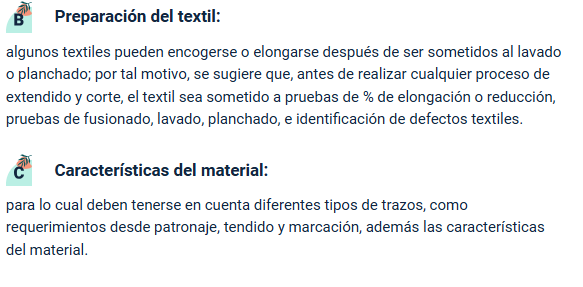 B Preparación del textil:
algunos textiles pueden encogerse o elongarse después de ser sometidos al lavado
o planchado; por tal motivo, se sugiere que, antes de realizar cualquier proceso de
extendido y corte, el textil sea sometido a pruebas de % de elongación o reducción,
pruebas de fusionado, lavado, planchado, e identificación de defectos textiles.
C Características del material:
para lo cual deben tenerse en cuenta diferentes tipos de trazos, como
requerimientos desde patronaje, tendido y marcación, además las características
del material.